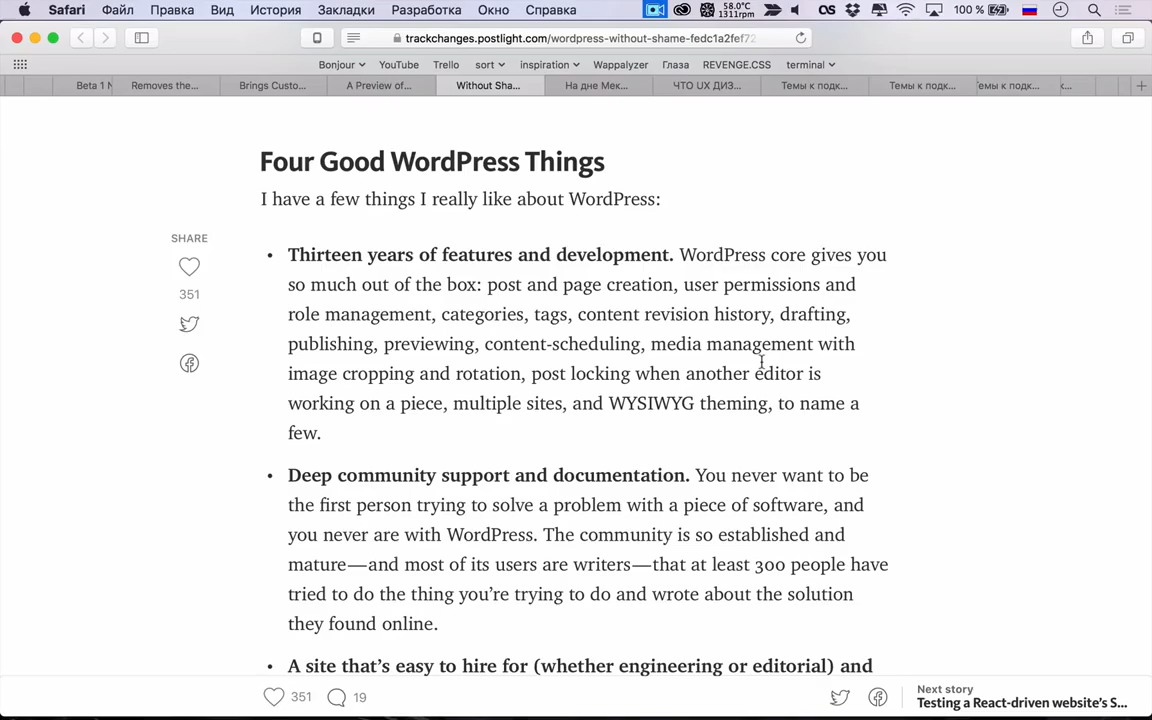 Safari Файл Правка Вид История Закладки Разработка Окно Справка 58.0°C 1311rpm 100 %
trackchanges.postlight.com/wordpress-without-shame-fedc1a2fef72
Bonjour YouTube Trello sort inspiration Wappalyzer Глаза REVENGE.CSS terminal
Beta 1 N Removes the... Brings Custo... A Preview of... Without Sha... На дне Мек... ЧТО UX ДИЗ... Темы к подк... Темы к подк... Темы к подк... к...
Four Good WordPress Things
I have a few things I really like about WordPress:
SHARE
351
• Thirteen years of features and development. WordPress core gives you
so much out of the box: post and page creation, user permissions and
role management, categories, tags, content revision history, drafting,
publishing, previewing, content-scheduling, media management with
image cropping and rotation, post locking when another editor is
working on a piece, multiple sites, and WYSIWYG theming, to name a
few.
• Deep community support and documentation. You never want to be
the first person trying to solve a problem with a piece of software, and
you never are with WordPress. The community is so established and
mature—and most of its users are writers—that at least 300 people have
tried to do the thing you’re trying to do and wrote about the solution
they found online.
• A site that’s easy to hire for (whether engineering or editorial) and
351 19
Next story
Testing a React-driven website’s S...